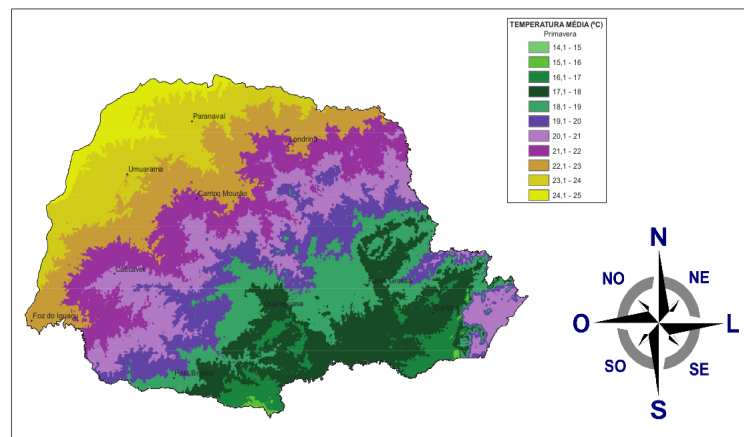 TEMPERATURA MÉDIA (ºC)
Primavera
14,1 - 15
15,1 - 16
16,1 - 17
17,1 - 18
18,1 - 19
19,1 - 20
20,1 - 21
21,1 - 22
22,1 - 23
23,1 - 24
24,1 - 25
Paranavaí
Londrina
Umuarama
Campo Mourão
Cascavel
Foz do Iguaçu
N
NO
NE
O
L
SO
SE
S